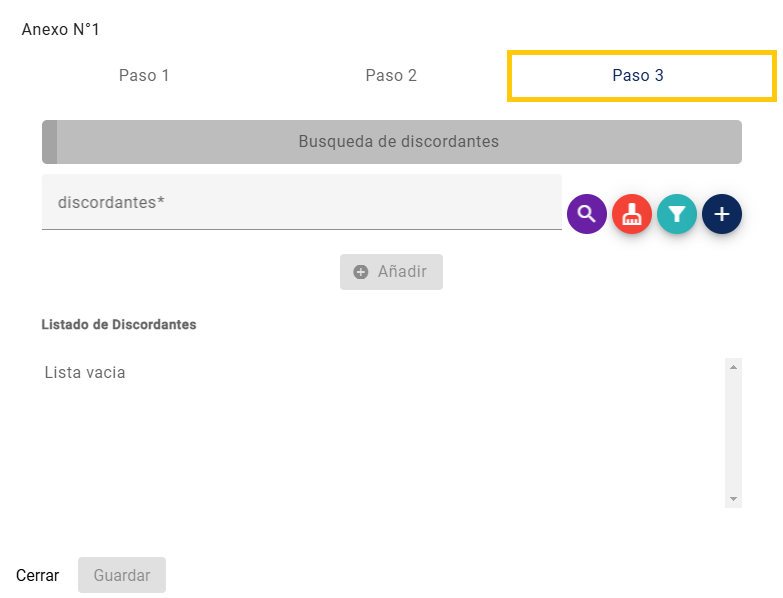 Anexo N°1
Paso 1 Paso 2 Paso 3
Busqueda de discordantes
discordantes*
Añadir
Listado de Discordantes
Lista vacia
Cerrar Guardar